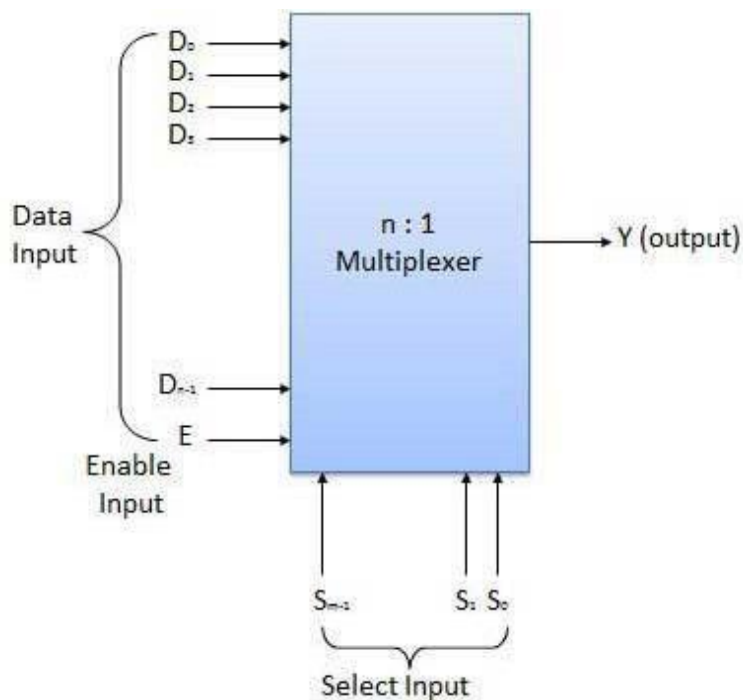 D₀
D₁
D₂
D₃
Data
Input
n : 1
Multiplexer
Y (output)
Dₙ₋₁
E
Enable
Input
Sₘ₋₁
S₁ S₀
Select Input